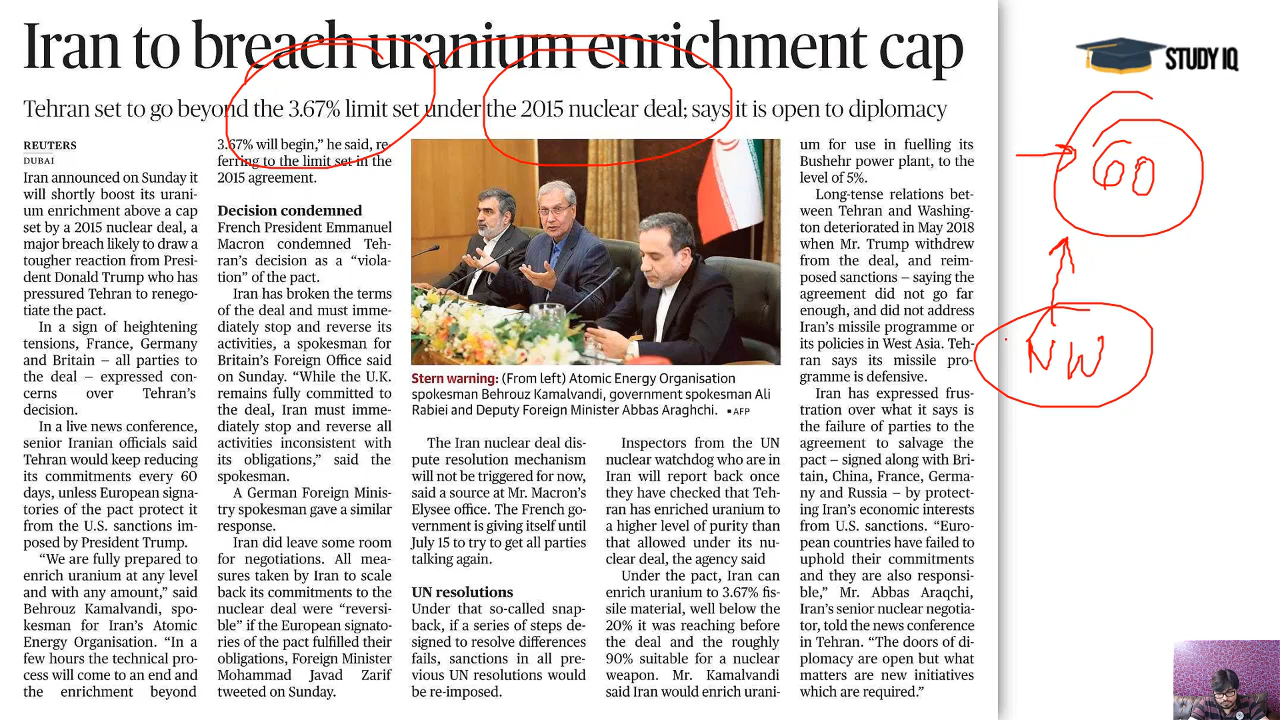 Iran to breach uranium enrichment cap
Tehran set to go beyond the 3.67% limit set under the 2015 nuclear deal; says it is open to diplomacy
REUTERS
DUBAI
Iran announced on Sunday it
will shortly boost its urani-
um enrichment above a cap
set by a 2015 nuclear deal, a
major breach likely to draw a
tougher reaction from Presi-
dent Donald Trump who has
pressured Tehran to renego-
tiate the pact.
In a sign of heightening
tensions, France, Germany
and Britain – all parties to
the deal – expressed con-
cerns over Tehran's
decision.
In a live news conference,
senior Iranian officials said
Tehran would keep reducing
its commitments every 60
days, unless European signa-
tories of the pact protect it
from the U.S. sanctions im-
posed by President Trump.
"We are fully prepared to
enrich uranium at any level
and with any amount," said
Behrouz Kamalvandi, spo-
kesman for Iran's Atomic
Energy Organisation. "In a
few hours the technical pro-
cess will come to an end and
the enrichment beyond
3.67% will begin," he said, re-
ferring to the limit set in the
2015 agreement.
Decision condemned
French President Emmanuel
Macron condemned Teh-
ran's decision as a "viola-
tion" of the pact.
Iran has broken the terms
of the deal and must imme-
diately stop and reverse its
activities, a spokesman for
Britain's Foreign Office said
on Sunday. "While the U.K.
remains fully committed to
the deal, Iran must imme-
diately stop and reverse all
activities inconsistent with
its obligations," said the
spokesman.
A German Foreign Minis-
try spokesman gave a similar
response.
Iran did leave some room
for negotiations. All mea-
sures taken by Iran to scale
back its commitments to the
nuclear deal were "reversi-
ble" if the European signato-
ries of the pact fulfilled their
obligations, Foreign Minister
Mohammad Javad Zarif
tweeted on Sunday.
Stern warning: (From left) Atomic Energy Organisation
spokesman Behrouz Kamalvandi, government spokesman Ali
Rabiei and Deputy Foreign Minister Abbas Araghchi. ▪ AFP
The Iran nuclear deal dis-
pute resolution mechanism
will not be triggered for now,
said a source at Mr. Macron's
Elysee office. The French go-
vernment is giving itself until
July 15 to try to get all parties
talking again.
UN resolutions
Under that so-called snap-
back, if a series of steps de-
signed to resolve differences
fails, sanctions in all pre-
vious UN resolutions would
be re-imposed.
Inspectors from the UN
nuclear watchdog who are in
Iran will report back once
they have checked that Teh-
ran has enriched uranium to
a higher level of purity than
that allowed under its nu-
clear deal, the agency said
Under the pact, Iran can
enrich uranium to 3.67% fis-
sile material, well below the
20% it was reaching before
the deal and the roughly
90% suitable for a nuclear
weapon. Mr. Kamalvandi
said Iran would enrich urani-
um for use in fuelling its
Bushehr power plant, to the
level of 5%.
Long-tense relations bet-
ween Tehran and Washing-
ton deteriorated in May 2018
when Mr. Trump withdrew
from the deal, and reim-
posed sanctions – saying the
agreement did not go far
enough, and did not address
Iran's missile programme or
its policies in West Asia. Teh-
ran says its missile pro-
gramme is defensive.
Iran has expressed frus-
tration over what it says is
the failure of parties to the
agreement to salvage the
pact – signed along with Bri-
tain, China, France, Germa-
ny and Russia – by protect-
ing Iran's economic interests
from U.S. sanctions. "Euro-
pean countries have failed to
uphold their commitments
and they are also responsi-
ble," Mr. Abbas Araqchi,
Iran's senior nuclear negotia-
tor, told the news conference
in Tehran. "The doors of di-
plomacy are open but what
matters are new initiatives
which are required."
STUDY IQ
60
NW